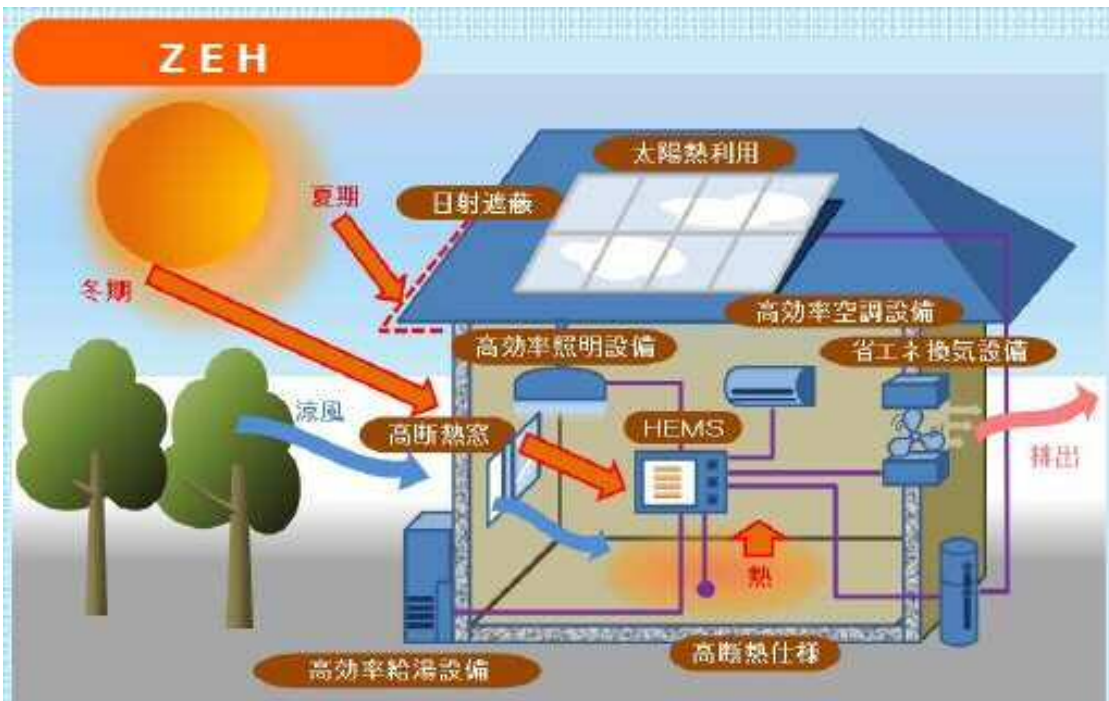 ZEH
太陽熱利用
夏期
日射遮蔽
冬期
高効率空調設備
高効率照明設備
省エネ換気設備
涼風
高断熱窓
HEMS
排出
熱
高断熱仕様
高効率給湯設備